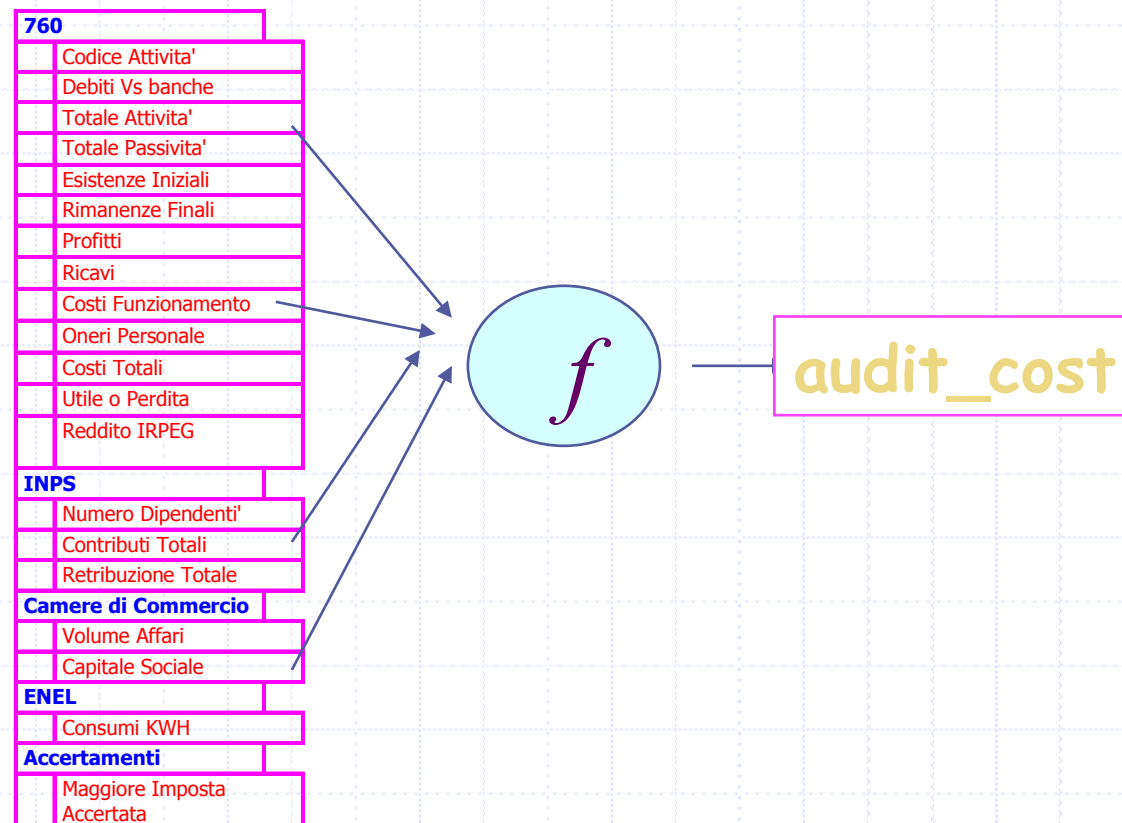 760
Codice Attivita'
Debiti Vs banche
Totale Attivita'
Totale Passivita'
Esistenze Iniziali
Rimanenze Finali
Profitti
Ricavi
Costi Funzionamento
Oneri Personale
Costi Totali
Utile o Perdita
Reddito IRPEG
INPS
Numero Dipendenti'
Contributi Totali
Retribuzione Totale
Camere di Commercio
Volume Affari
Capitale Sociale
ENEL
Consumi KWH
Accertamenti
Maggiore Imposta
Accertata
f
audit_cost